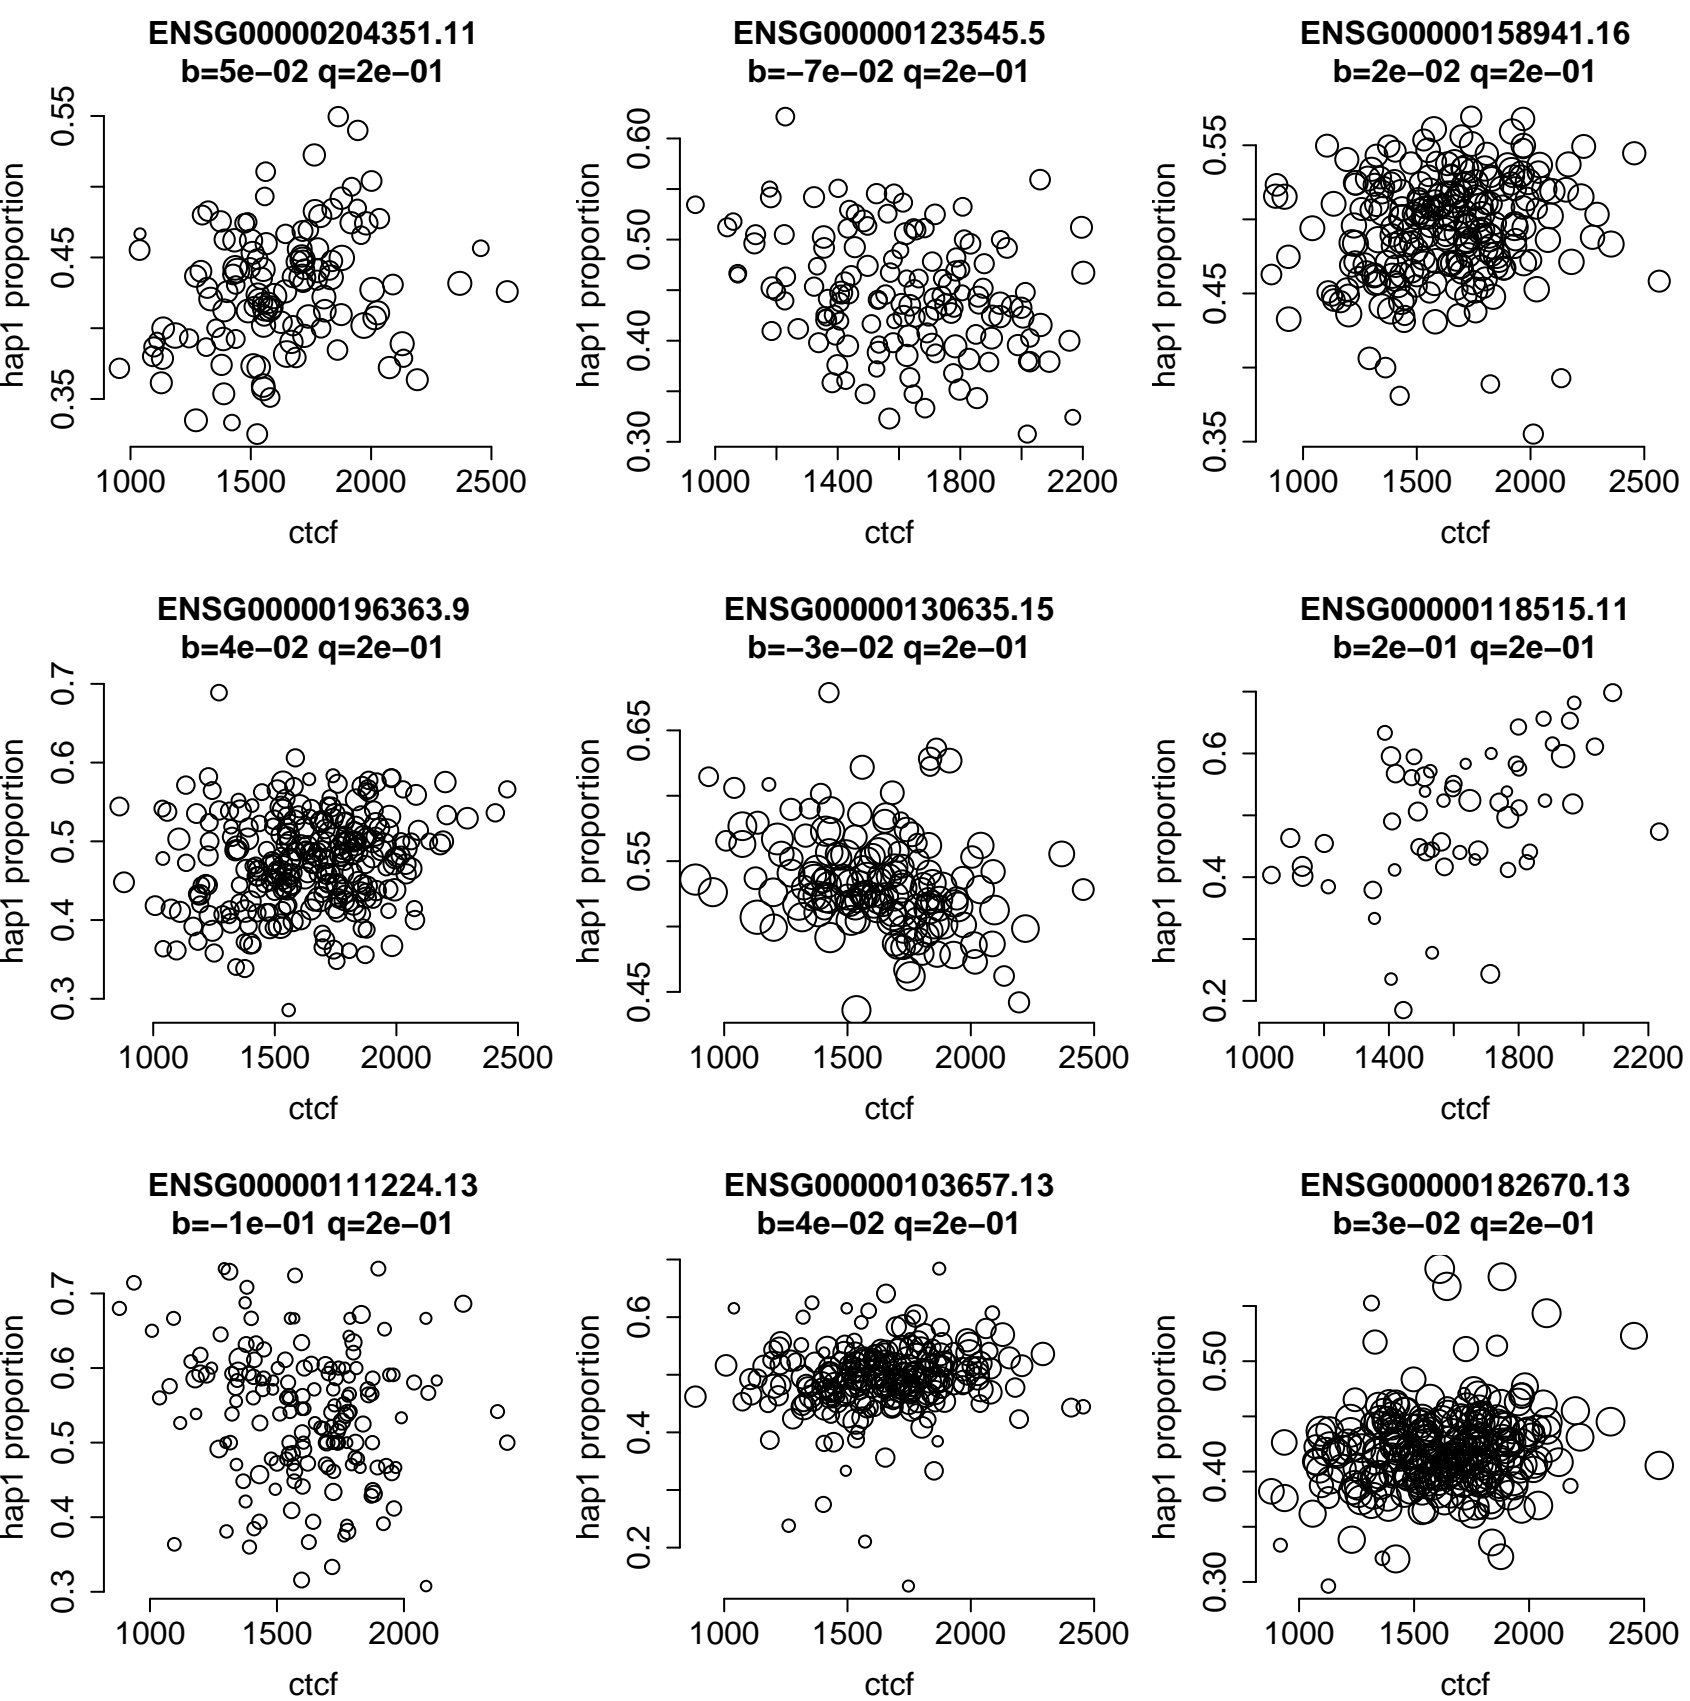 ENSG00000204351.11
b=5e−02 q=2e−01
hap1 proportion
0.35 0.45 0.55
1000 1500 2000 2500
ctcf
ENSG00000123545.5
b=−7e−02 q=2e−01
hap1 proportion
0.30 0.40 0.50 0.60
1000 1400 1800 2200
ctcf
ENSG00000158941.16
b=2e−02 q=2e−01
hap1 proportion
0.35 0.45 0.55
1000 1500 2000 2500
ctcf
ENSG00000196363.9
b=4e−02 q=2e−01
hap1 proportion
0.3 0.4 0.5 0.6 0.7
1000 1500 2000 2500
ctcf
ENSG00000130635.15
b=−3e−02 q=2e−01
hap1 proportion
0.45 0.55 0.65
1000 1500 2000 2500
ctcf
ENSG00000118515.11
b=2e−01 q=2e−01
hap1 proportion
0.2 0.4 0.6
1000 1400 1800 2200
ctcf
ENSG00000111224.13
b=−1e−01 q=2e−01
hap1 proportion
0.3 0.4 0.5 0.6 0.7
1000 1500 2000
ctcf
ENSG00000103657.13
b=4e−02 q=2e−01
hap1 proportion
0.2 0.4 0.6
1000 1500 2000 2500
ctcf
ENSG00000182670.13
b=3e−02 q=2e−01
hap1 proportion
0.30 0.40 0.50
1000 1500 2000 2500
ctcf